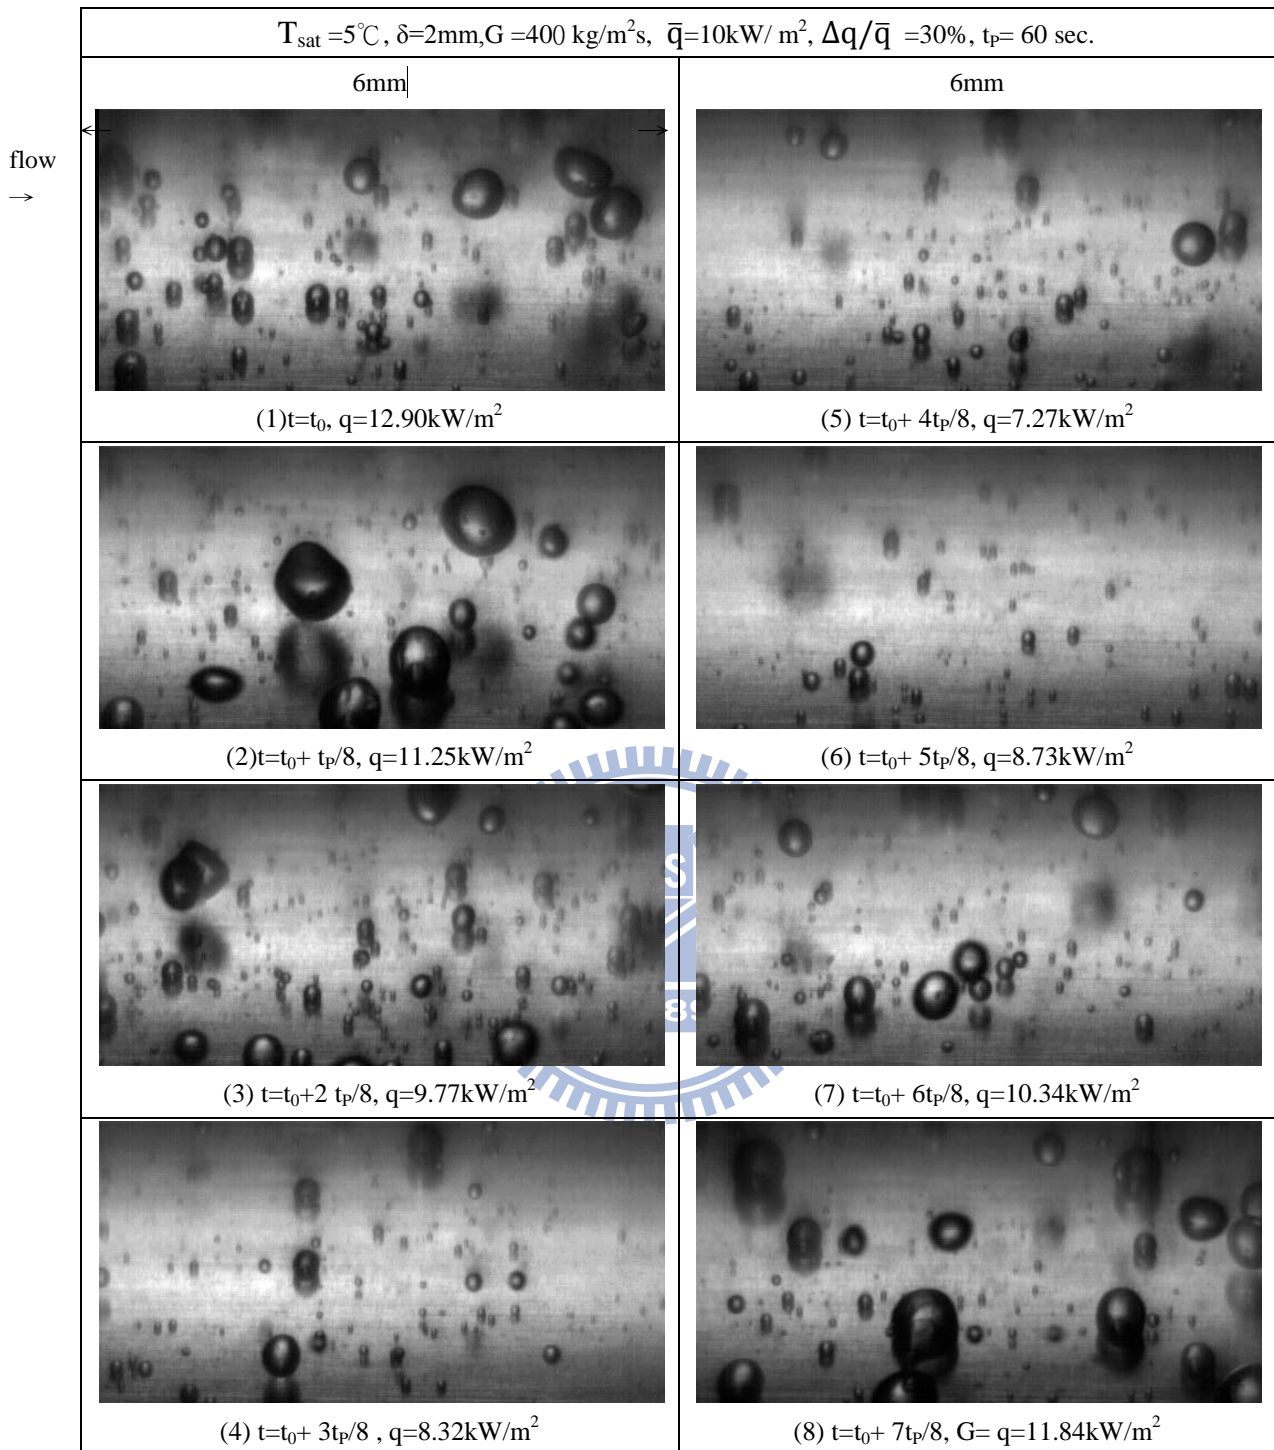 Tsat =5℃, δ=2mm,G =400 kg/m²s, q̅=10kW/ m², Δq/q̅ =30%, tP= 60 sec.
6mm
6mm
flow
→
(1)t=t₀, q=12.90kW/m²
(5) t=t₀+ 4tP/8, q=7.27kW/m²
(2)t=t₀+ tP/8, q=11.25kW/m²
(6) t=t₀+ 5tP/8, q=8.73kW/m²
(3) t=t₀+2 tP/8, q=9.77kW/m²
(7) t=t₀+ 6tP/8, q=10.34kW/m²
(4) t=t₀+ 3tP/8 , q=8.32kW/m²
(8) t=t₀+ 7tP/8, G= q=11.84kW/m²